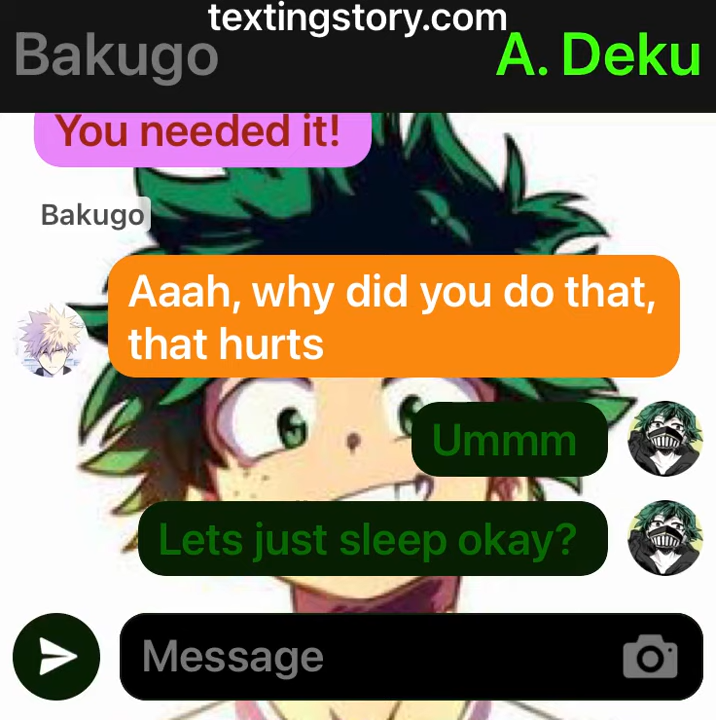 textingstory.com
Bakugo
A. Deku
You needed it!
Bakugo
Aaah, why did you do that,
that hurts
Ummm
Lets just sleep okay?
Message